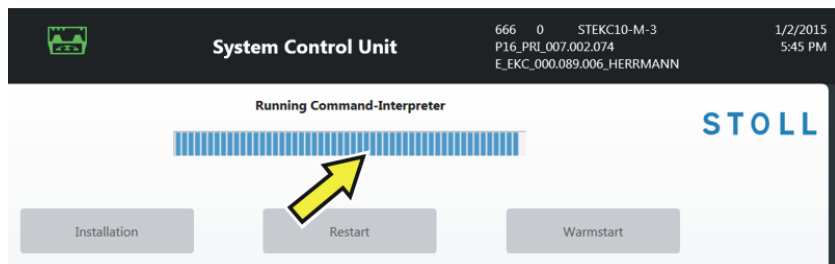 System Control Unit
666 0 STEKC10-M-3
P16_PRI_007.002.074
E_EKC_000.089.006_HERRMANN
1/2/2015
5:45 PM
Running Command-Interpreter
STOLL
Installation
Restart
Warmstart